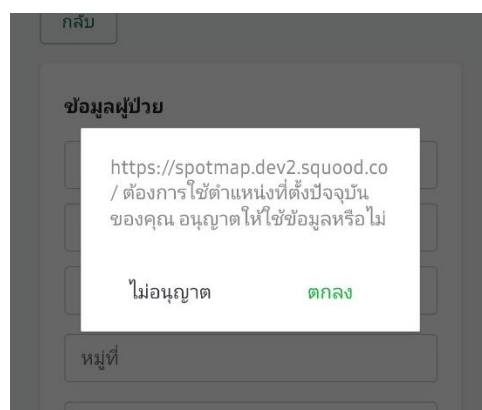 กลับ
ข้อมูลผู้ป่วย
https://spotmap.dev2.squood.co
/ ต้องการใช้ตำแหน่งที่ตั้งปัจจุบัน
ของคุณ อนุญาตให้ใช้ข้อมูลหรือไม่
ไม่อนุญาต
ตกลง
หมู่ที่